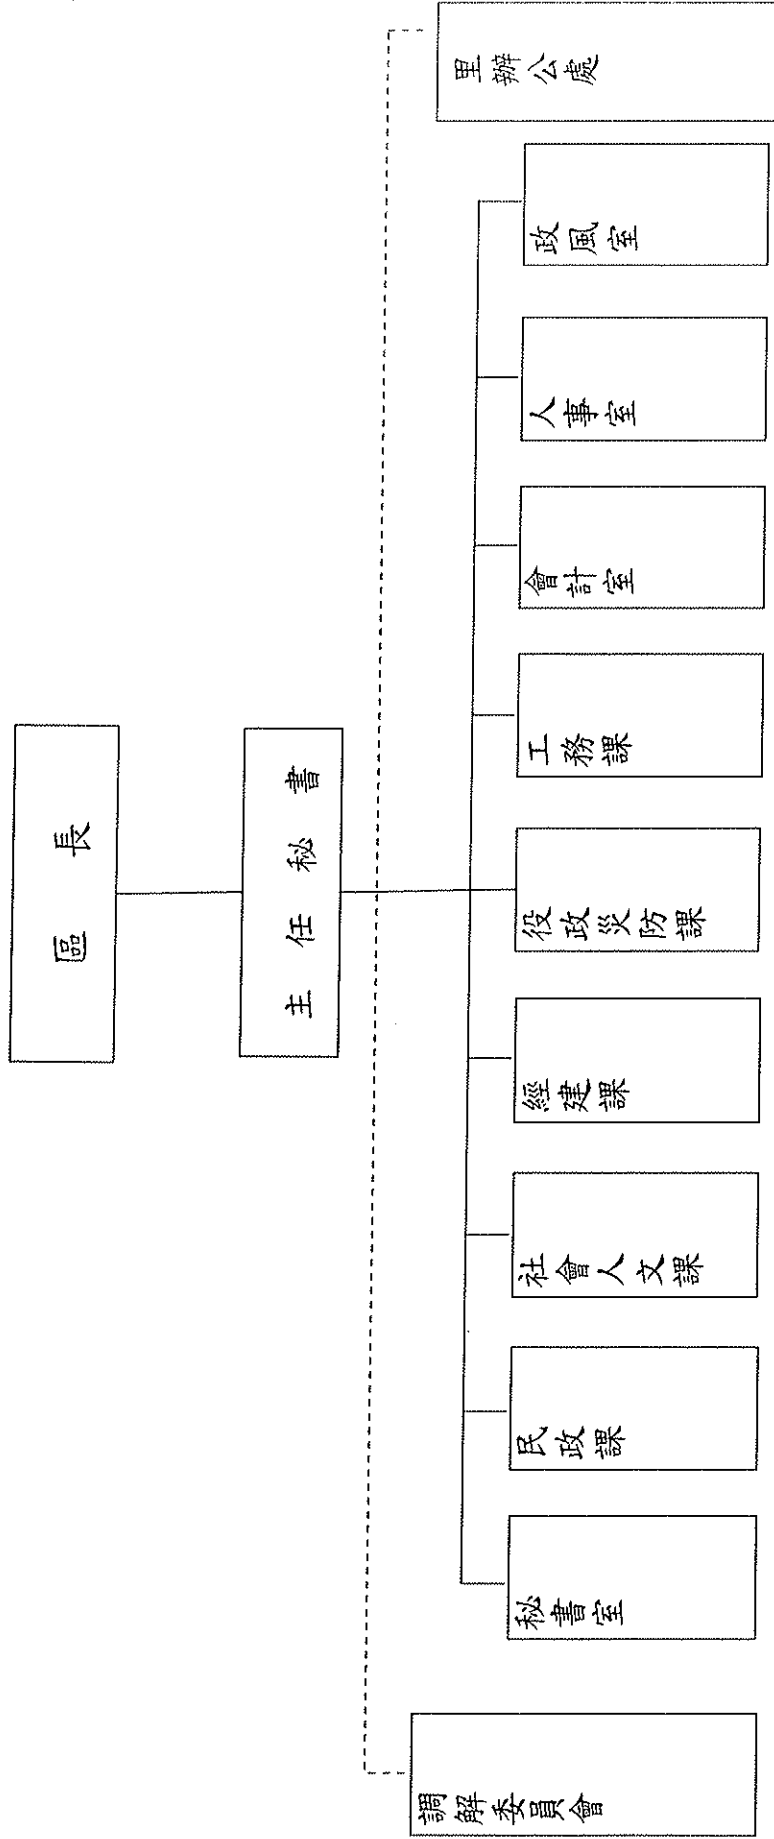 區長
主任秘書
調解委員會
秘書室
民政課
社會人文課
經建課
役政災防課
工務課
會計室
人事室
政風室
里辦公處